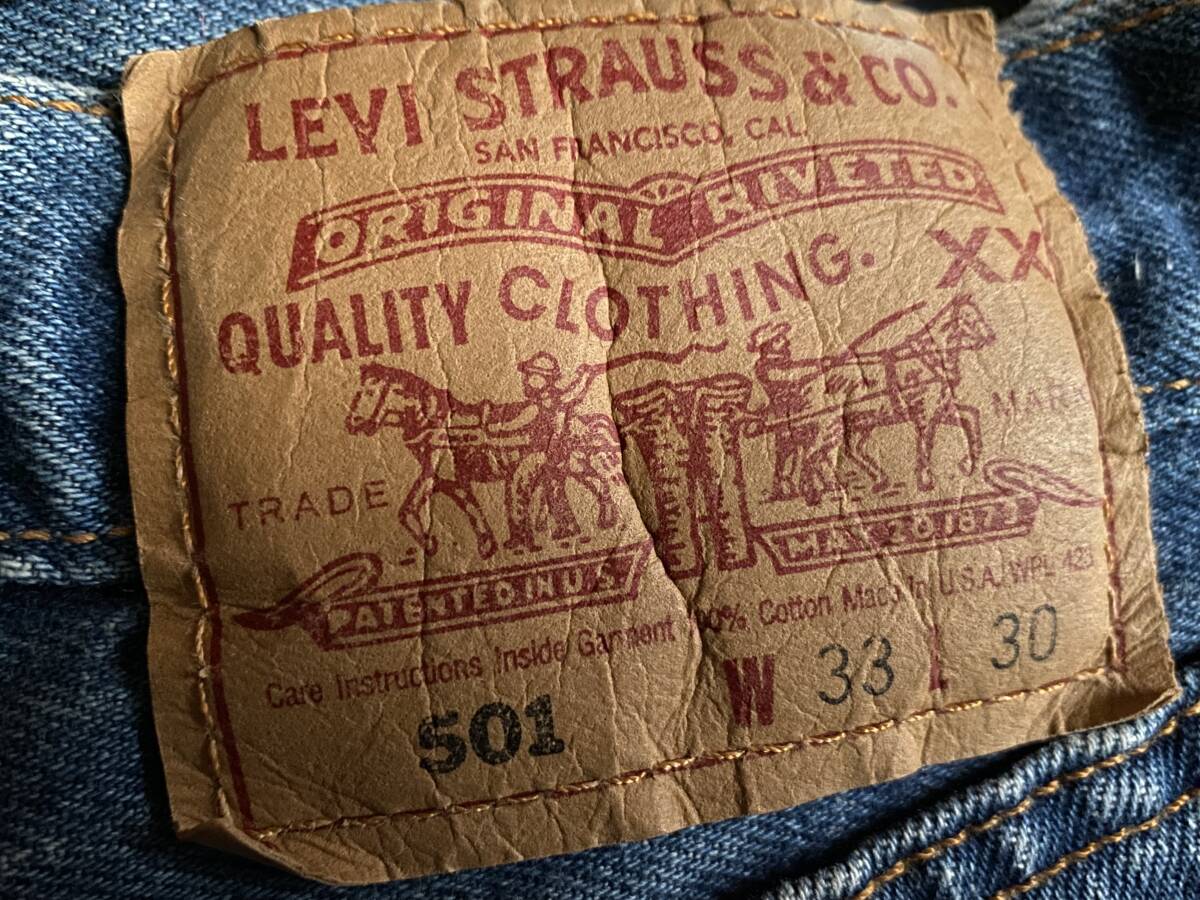 LEVI STRAUSS & CO.
SAN FRANCISCO, CAL.
ORIGINAL RIVETED
QUALITY CLOTHING. XX
TRADE MARK
PATENTED IN U.S. MAY 20 1873
Care Instructions Inside Garment 100% Cotton Made In U.S.A. WPL 423
501 W 33 L 30